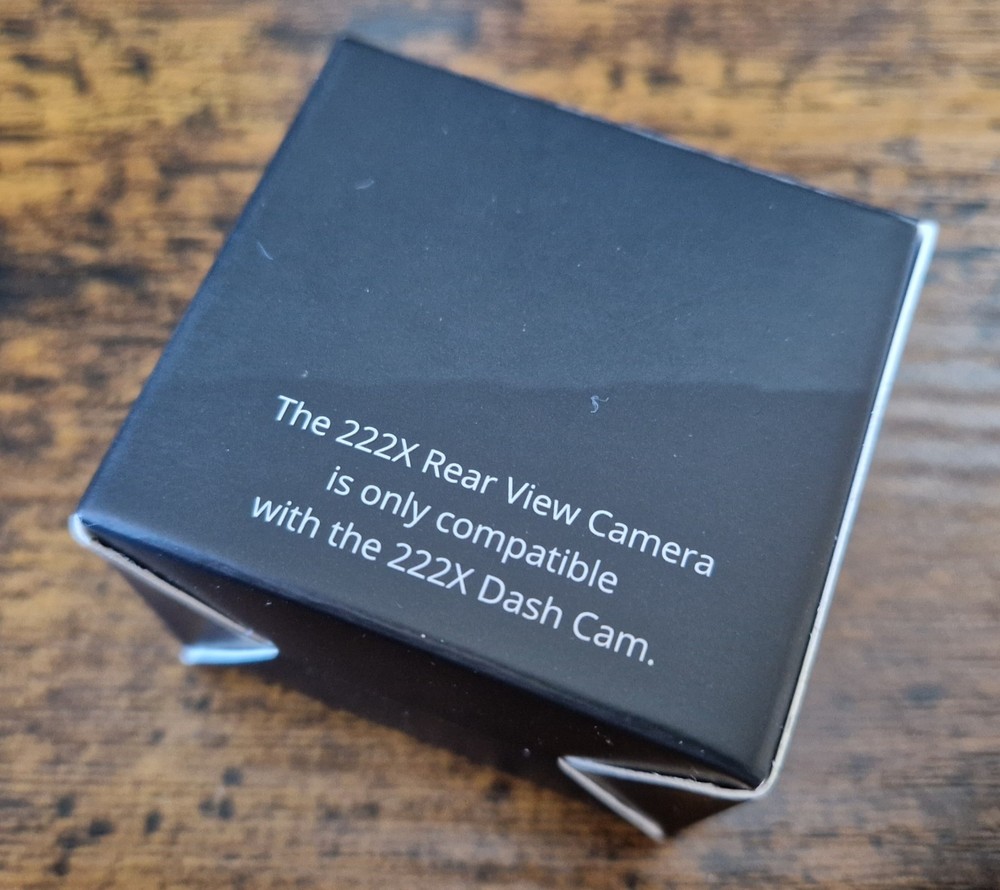 The 222X Rear View Camera
is only compatible
with the 222X Dash Cam.